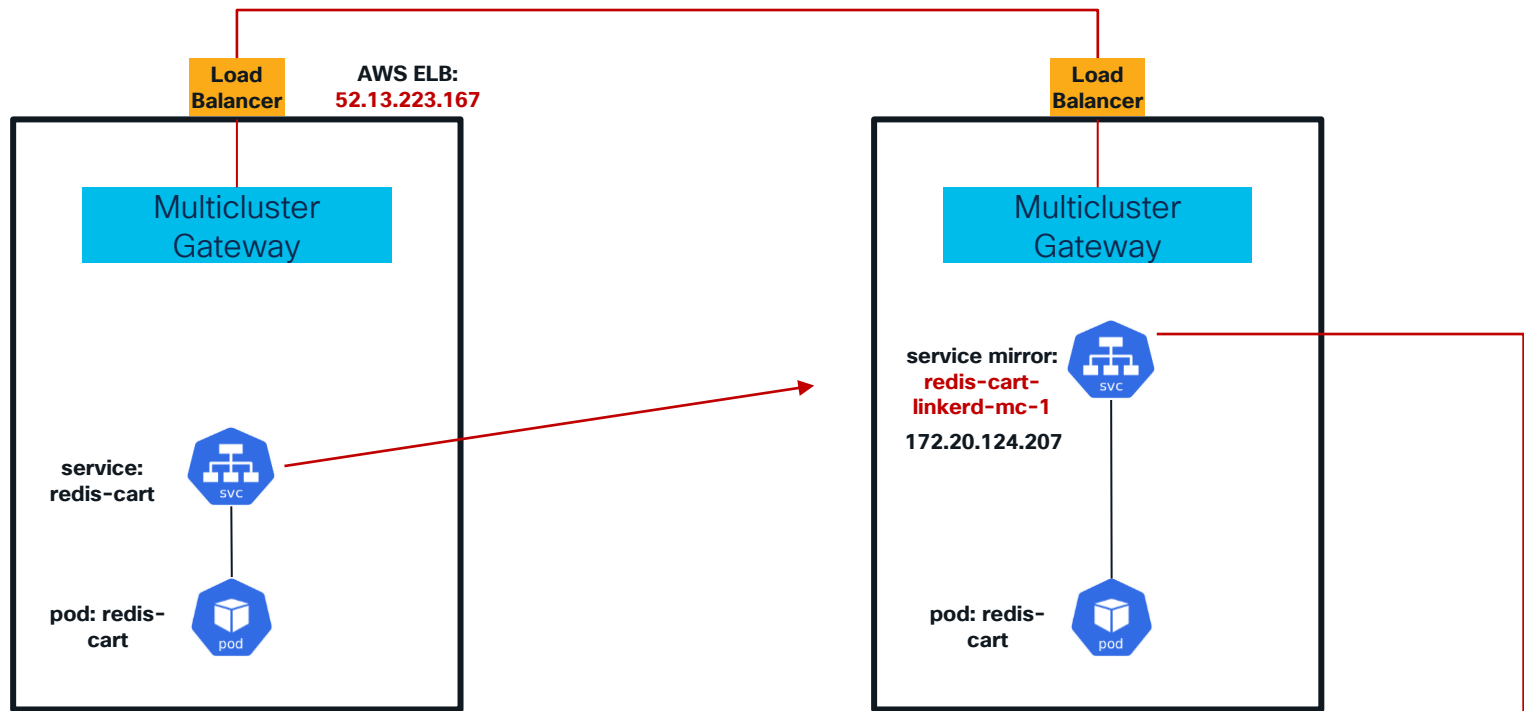 Load
Balancer
AWS ELB:
52.13.223.167
Load
Balancer
Multicluster
Gateway
Multicluster
Gateway
service mirror:
redis-cart-
linkerd-mc-1
172.20.124.207
svc
service:
redis-cart
svc
pod: redis-
cart
pod
pod: redis-
cart
pod